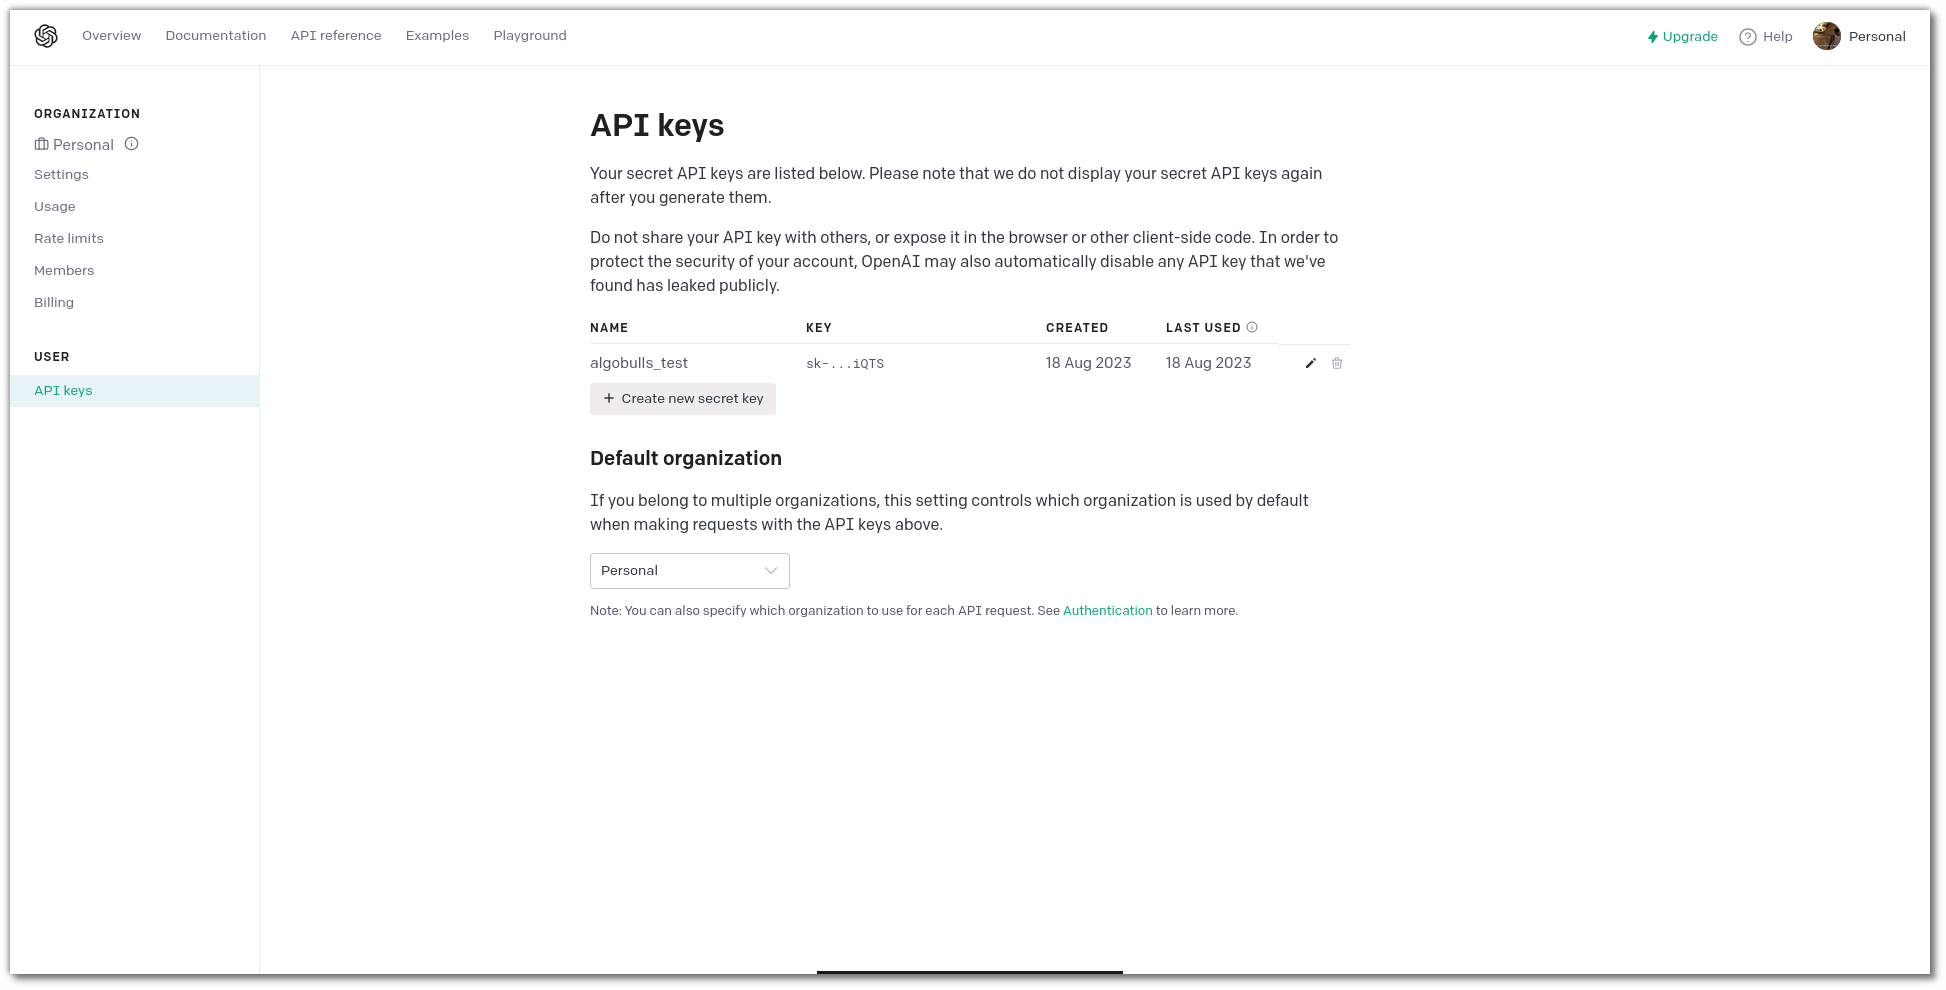 Overview Documentation API reference Examples Playground Upgrade Help Personal
ORGANIZATION
Personal
Settings
Usage
Rate limits
Members
Billing
USER
API keys
API keys
Your secret API keys are listed below. Please note that we do not display your secret API keys again
after you generate them.
Do not share your API key with others, or expose it in the browser or other client-side code. In order to
protect the security of your account, OpenAI may also automatically disable any API key that we've
found has leaked publicly.
NAME KEY CREATED LAST USED
algobulls_test sk-...iQTS 18 Aug 2023 18 Aug 2023
+ Create new secret key
Default organization
If you belong to multiple organizations, this setting controls which organization is used by default
when making requests with the API keys above.
Personal
Note: You can also specify which organization to use for each API request. See Authentication to learn more.